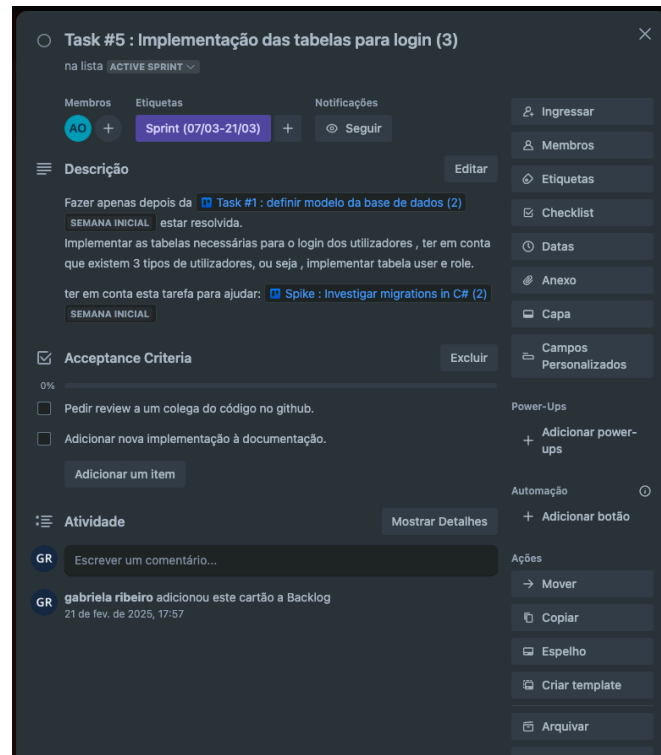 Task #5 : Implementação das tabelas para login (3)
na lista ACTIVE SPRINT
Membros
Etiquetas
Notificações
AO
Sprint (07/03-21/03)
Seguir
Descrição
Editar
Fazer apenas depois da Task #1 : definir modelo da base de dados (2)
SEMANA INICIAL estar resolvida.
Implementar as tabelas necessárias para o login dos utilizadores , ter em conta
que existem 3 tipos de utilizadores, ou seja , implementar tabela user e role.
ter em conta esta tarefa para ajudar: Spike : Investigar migrations in C# (2)
SEMANA INICIAL
Acceptance Criteria
Excluir
0%
Pedir review a um colega do código no github.
Adicionar nova implementação à documentação.
Adicionar um item
Atividade
Mostrar Detalhes
GR
Escrever um comentário...
GR
gabriela ribeiro adicionou este cartão a Backlog
21 de fev. de 2025, 17:57
Ingressar
Membros
Etiquetas
Checklist
Datas
Anexo
Capa
Campos
Personalizados
Power-Ups
Adicionar power-
ups
Automação
Adicionar botão
Ações
Mover
Copiar
Espelho
Criar template
Arquivar